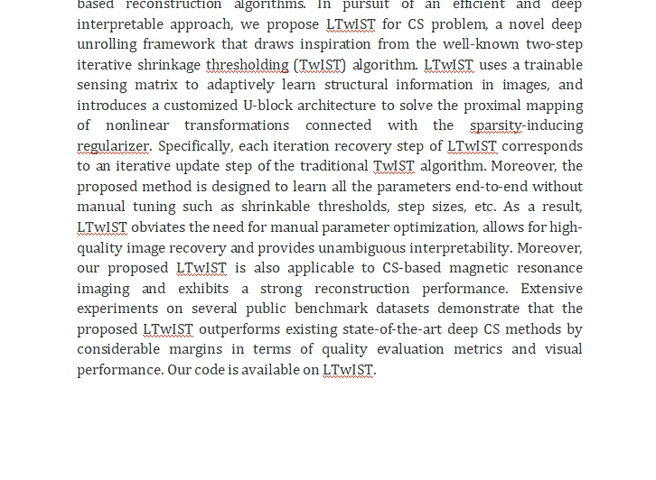 based reconstruction algorithms. In pursuit of an efficient and deep
interpretable approach, we propose LTwIST for CS problem, a novel deep
unrolling framework that draws inspiration from the well-known two-step
iterative shrinkage thresholding (TwIST) algorithm. LTwIST uses a trainable
sensing matrix to adaptively learn structural information in images, and
introduces a customized U-block architecture to solve the proximal mapping
of nonlinear transformations connected with the sparsity-inducing
regularizer. Specifically, each iteration recovery step of LTwIST corresponds
to an iterative update step of the traditional TwIST algorithm. Moreover, the
proposed method is designed to learn all the parameters end-to-end without
manual tuning such as shrinkable thresholds, step sizes, etc. As a result,
LTwIST obviates the need for manual parameter optimization, allows for high-
quality image recovery and provides unambiguous interpretability. Moreover,
our proposed LTwIST is also applicable to CS-based magnetic resonance
imaging and exhibits a strong reconstruction performance. Extensive
experiments on several public benchmark datasets demonstrate that the
proposed LTwIST outperforms existing state-of-the-art deep CS methods by
considerable margins in terms of quality evaluation metrics and visual
performance. Our code is available on LTwIST.